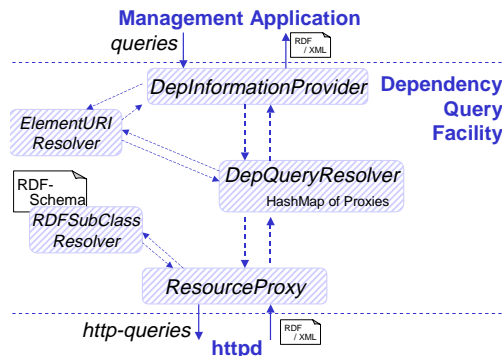 Management Application
queries
RDF
/ XML
DepInformationProvider
Dependency
Query
Facility
ElementURI
Resolver
DepQueryResolver
HashMap of Proxies
RDF-
Schema
RDFSubClass
Resolver
ResourceProxy
http-queries
RDF
/ XML
httpd